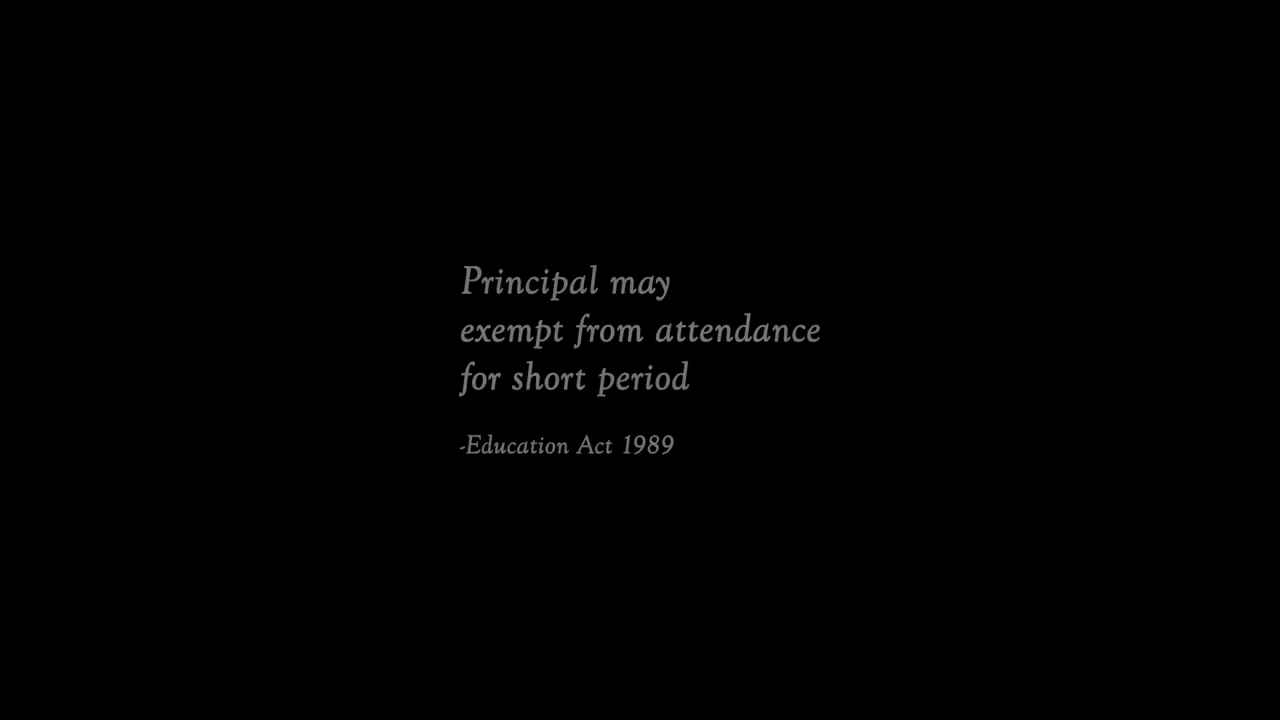 Principal may
exempt from attendance
for short period
-Education Act 1989